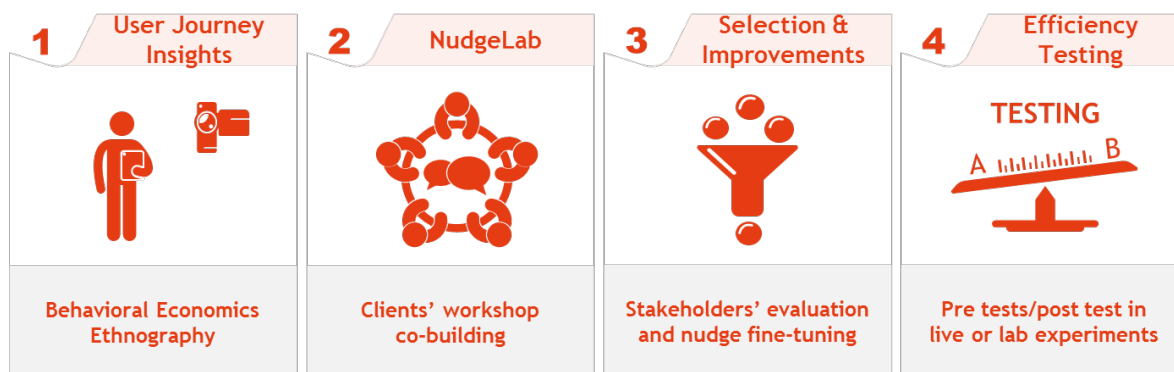 1
User Journey
Insights
Behavioral Economics
Ethnography
2
NudgeLab
Clients' workshop
co-building
3
Selection &
Improvements
Stakeholders' evaluation
and nudge fine-tuning
4
Efficiency
Testing
TESTING
A
B
Pre tests/post test in
live or lab experiments